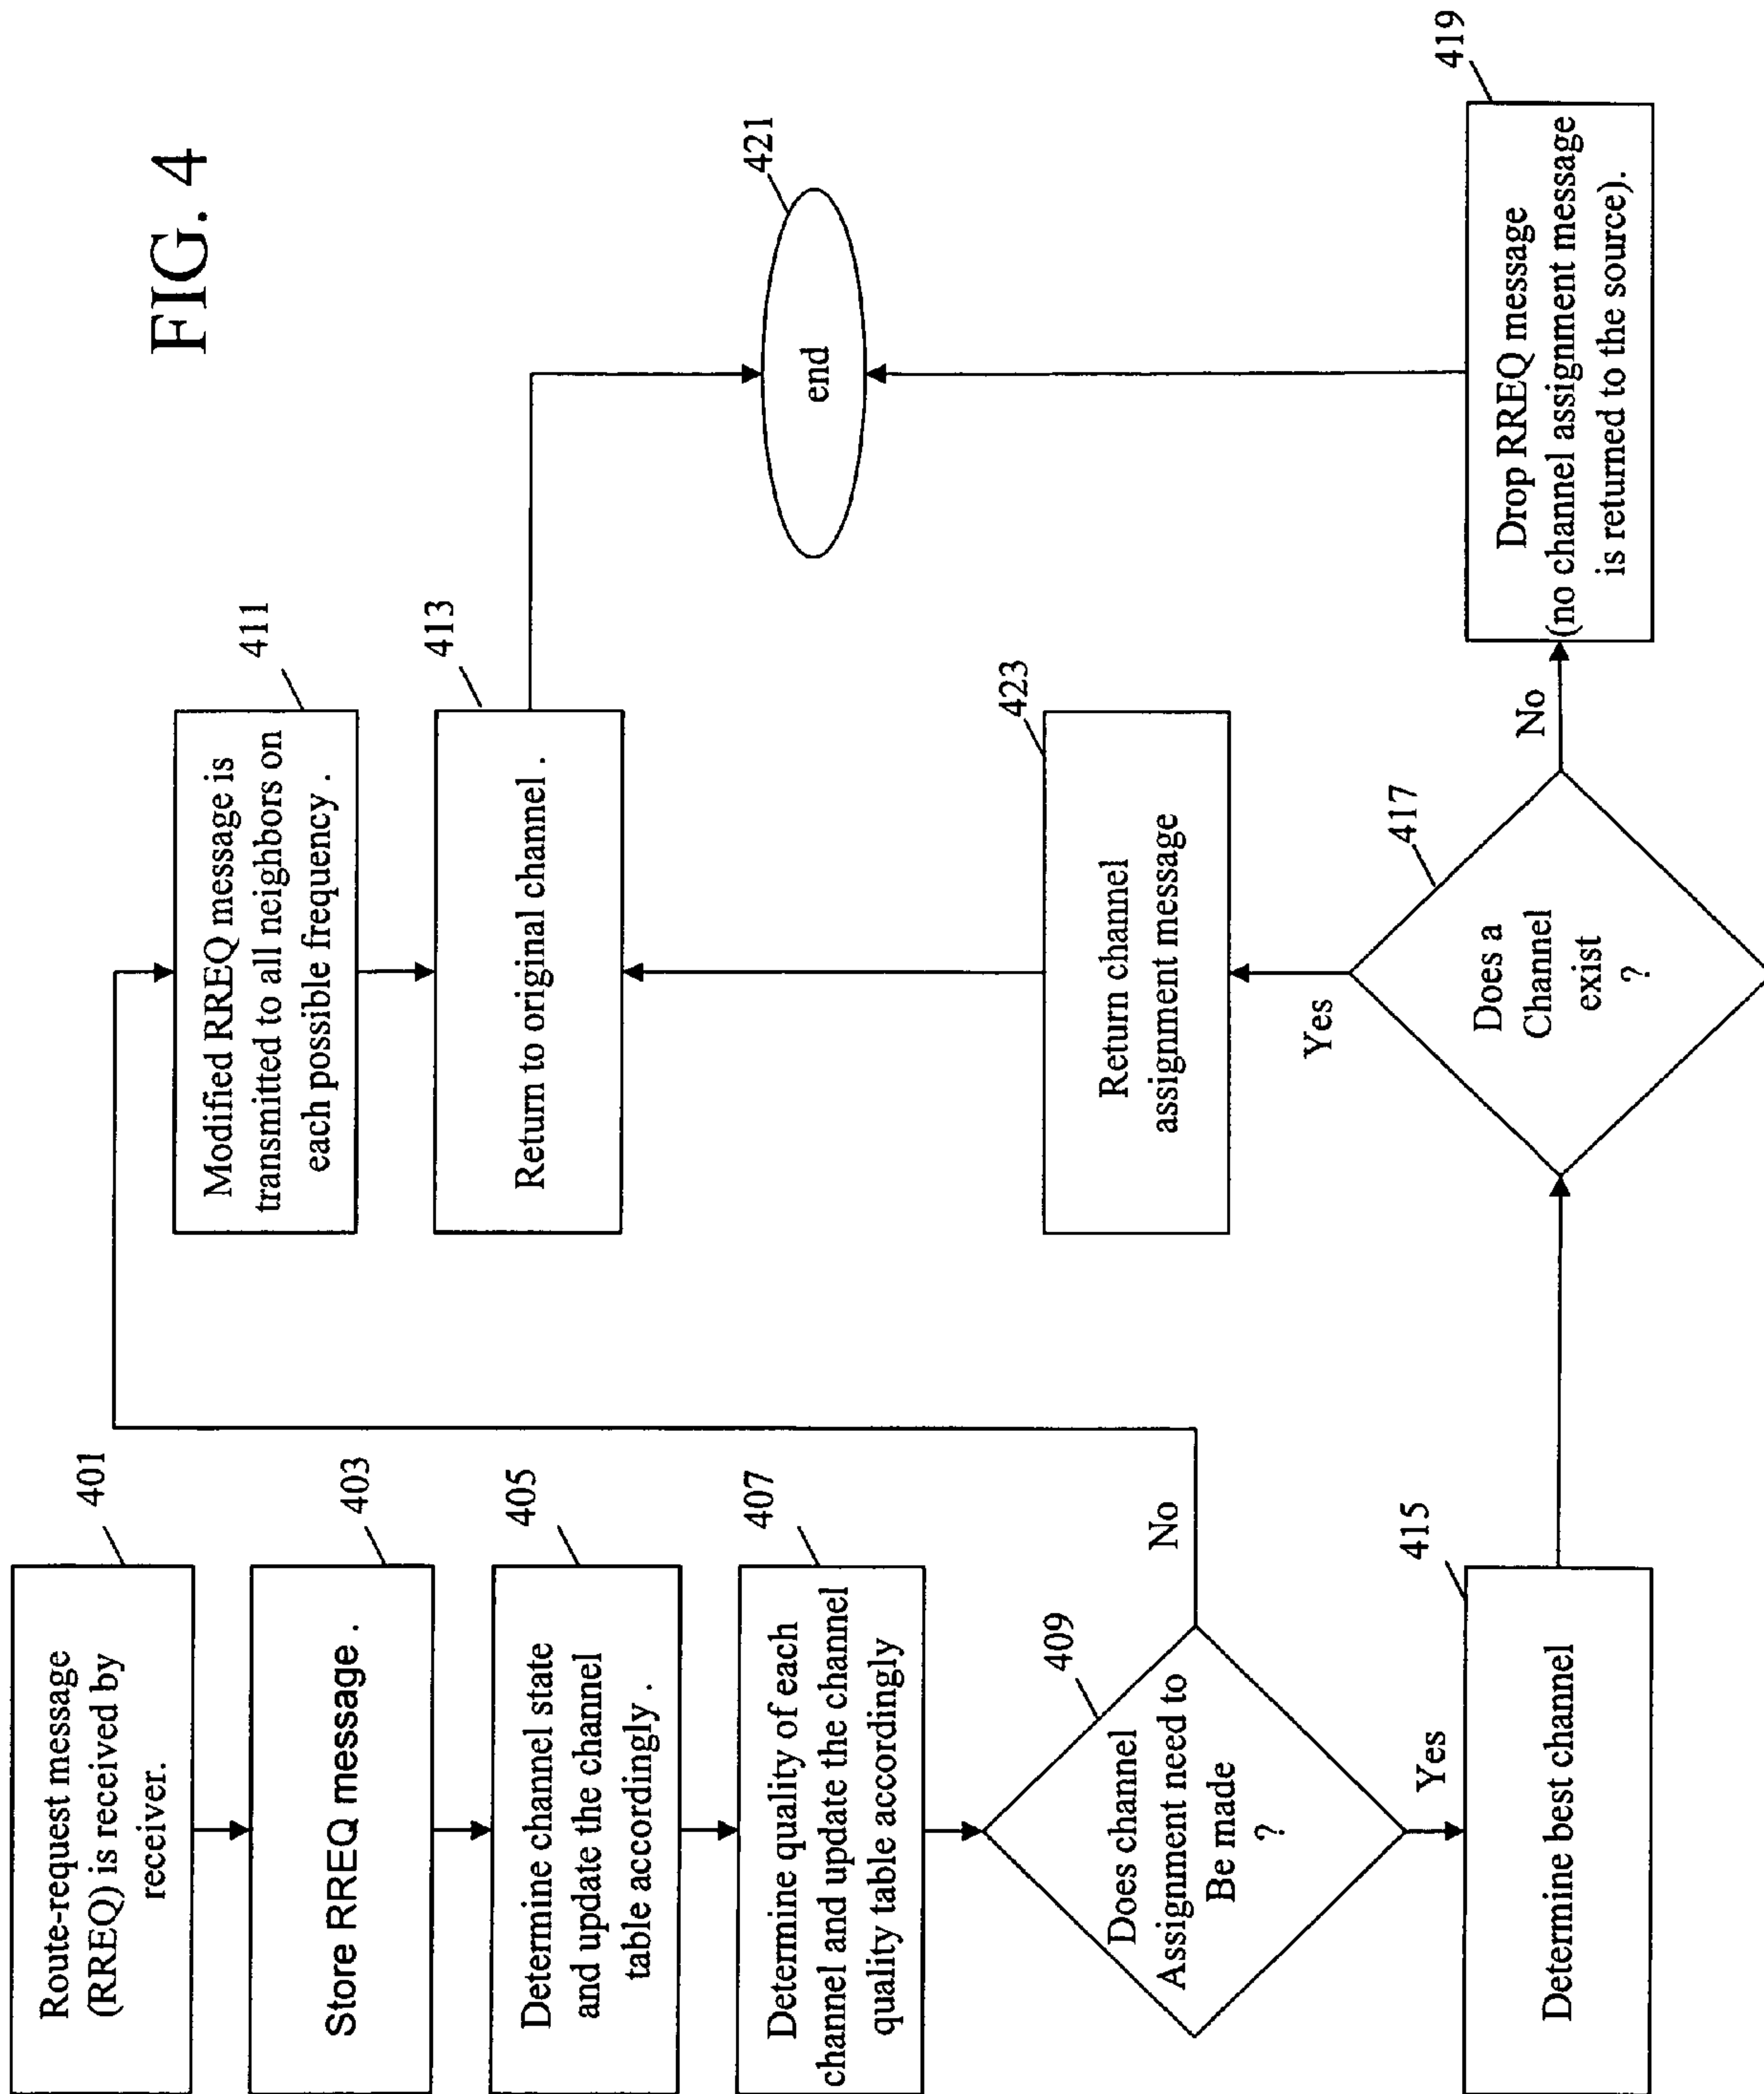 FIG. 4
401
Route-request message
(RREQ) is received by
receiver.
403
Store RREQ message .
405
Determine channel state
and update the channel
table accordingly .
407
Determine quality of each
channel and update the channel
quality table accordingly
409
Does channel
Assignment need to
Be made
?
No
Yes
411
Modified RREQ message is
transmitted to all neighbors on
each possible frequency .
413
Return to original channel .
415
Determine best channel
417
Does a
Channel
exist
?
Yes
No
423
Return channel
assignment message
419
Drop RREQ message
(no channel assignment message
is returned to the source).
421
end